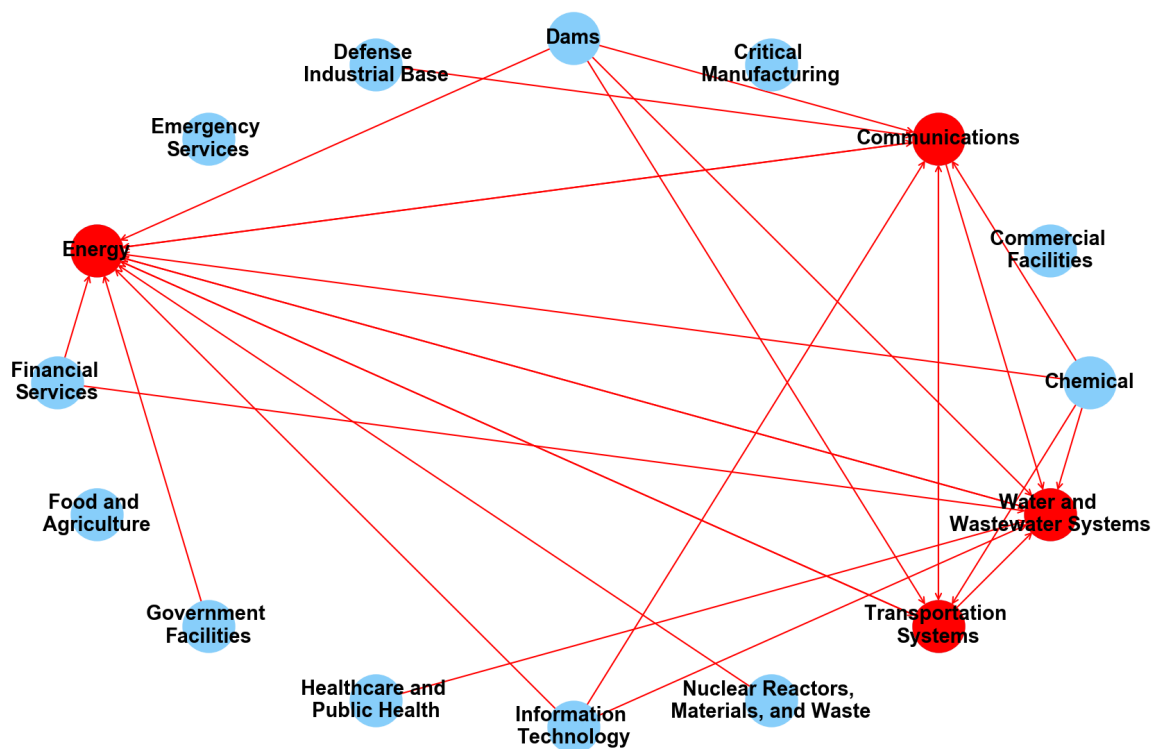 Dams
Defense
Industrial Base
Critical
Manufacturing
Emergency
Services
Communications
Energy
Commercial
Facilities
Financial
Services
Chemical
Food and
Agriculture
Water and
Wastewater Systems
Government
Facilities
Transportation
Systems
Healthcare and
Public Health
Information
Technology
Nuclear Reactors,
Materials, and Waste